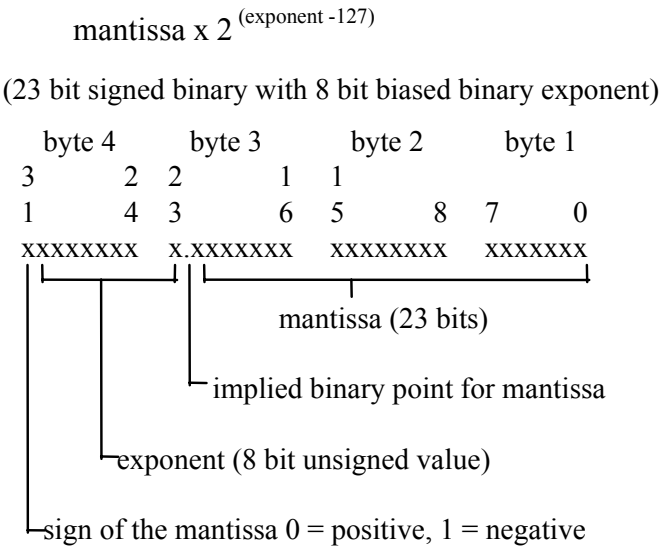 mantissa x 2 (exponent -127)
(23 bit signed binary with 8 bit biased binary exponent)
byte 4 byte 3 byte 2 byte 1
3 2 2 1 1
1 4 3 6 5 8 7 0
xxxxxxxx x.xxxxxxx xxxxxxxx xxxxxxx
mantissa (23 bits)
implied binary point for mantissa
exponent (8 bit unsigned value)
sign of the mantissa 0 = positive, 1 = negative